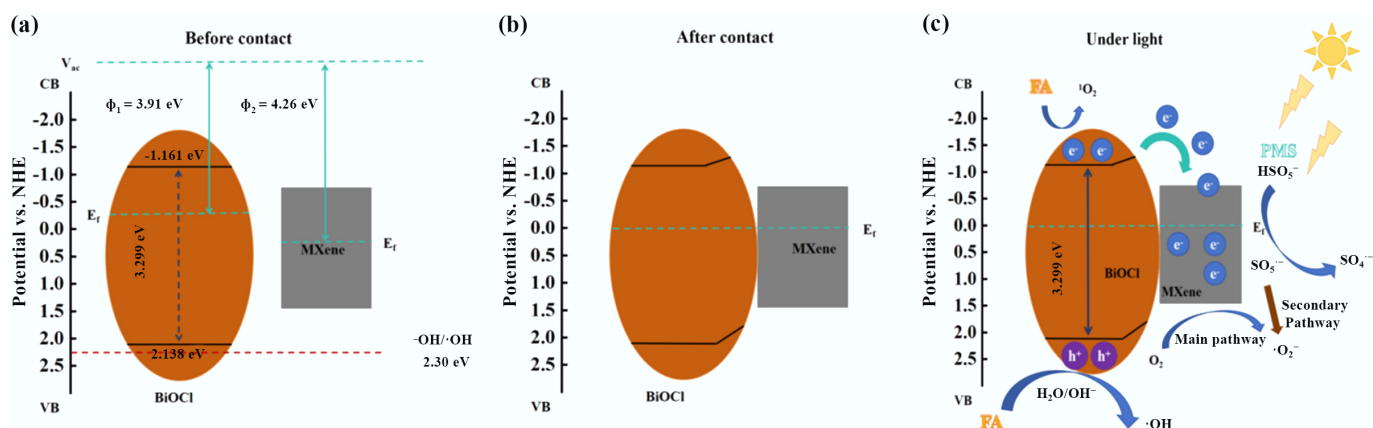 (a)
Before contact
Vac
CB
ϕ1 = 3.91 eV
ϕ2 = 4.26 eV
Potential vs. NHE
-2.0
-1.5
-1.0
-0.5
0.0
0.5
1.0
1.5
2.0
2.5
VB
-1.161 eV
Ef
3.299 eV
2.138 eV
BiOCl
MXene
Ef
⁻OH/·OH
2.30 eV
(b)
After contact
CB
Potential vs. NHE
-2.0
-1.5
-1.0
-0.5
0.0
0.5
1.0
1.5
2.0
2.5
VB
Ef
MXene
BiOCl
(c)
Under light
CB
Potential vs. NHE
-2.0
-1.5
-1.0
-0.5
0.0
0.5
1.0
1.5
2.0
2.5
VB
FA
¹O₂
e⁻
e⁻
e⁻
e⁻
e⁻
e⁻
e⁻
e⁻
3.299 eV
BiOCl
MXene
Ef
PMS
HSO₅⁻
SO₅·⁻
SO₄·⁻
Secondary
Pathway
Main pathway
O₂
·O₂⁻
h⁺
h⁺
H₂O/OH⁻
FA
·OH